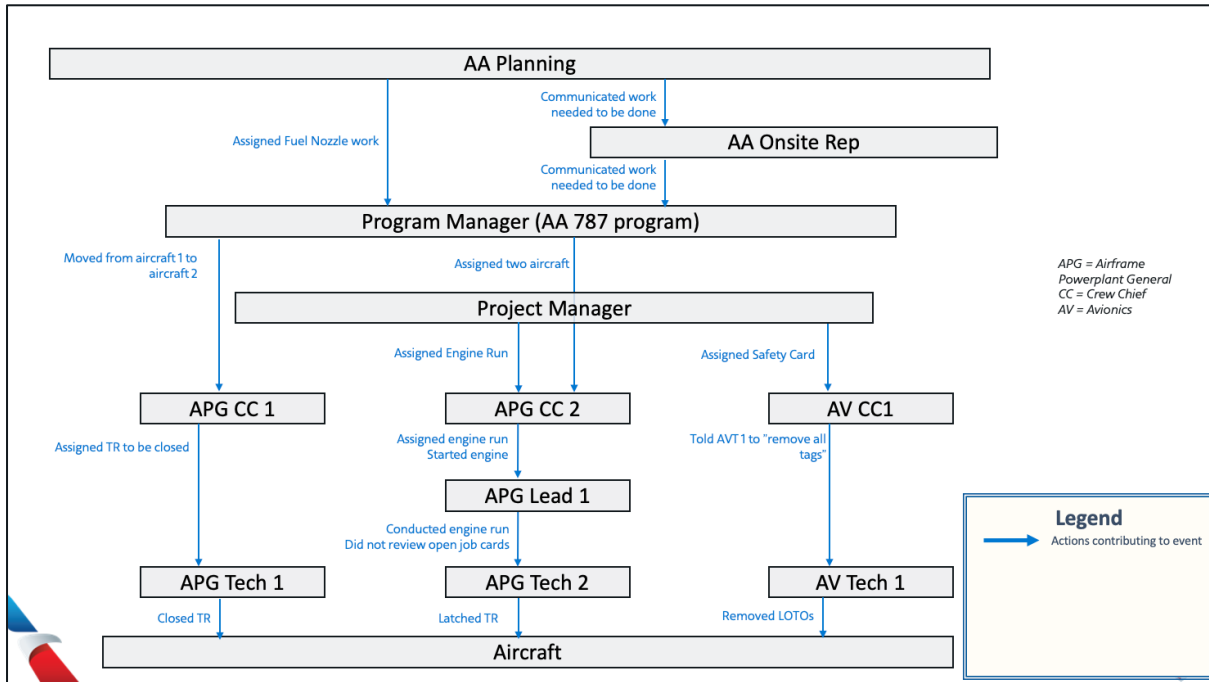 AA Planning
Communicated work
needed to be done
Assigned Fuel Nozzle work
AA Onsite Rep
Communicated work
needed to be done
Program Manager (AA 787 program)
Moved from aircraft 1 to
aircraft 2
Assigned two aircraft
APG = Airframe
Powerplant General
CC = Crew Chief
AV = Avionics
Project Manager
Assigned Engine Run
Assigned Safety Card
APG CC 1
APG CC 2
AV CC1
Assigned TR to be closed
Assigned engine run
Started engine
Told AVT 1 to "remove all
tags"
APG Lead 1
Conducted engine run
Did not review open job cards
Legend
Actions contributing to event
APG Tech 1
APG Tech 2
AV Tech 1
Closed TR
Latched TR
Removed LOTOs
Aircraft